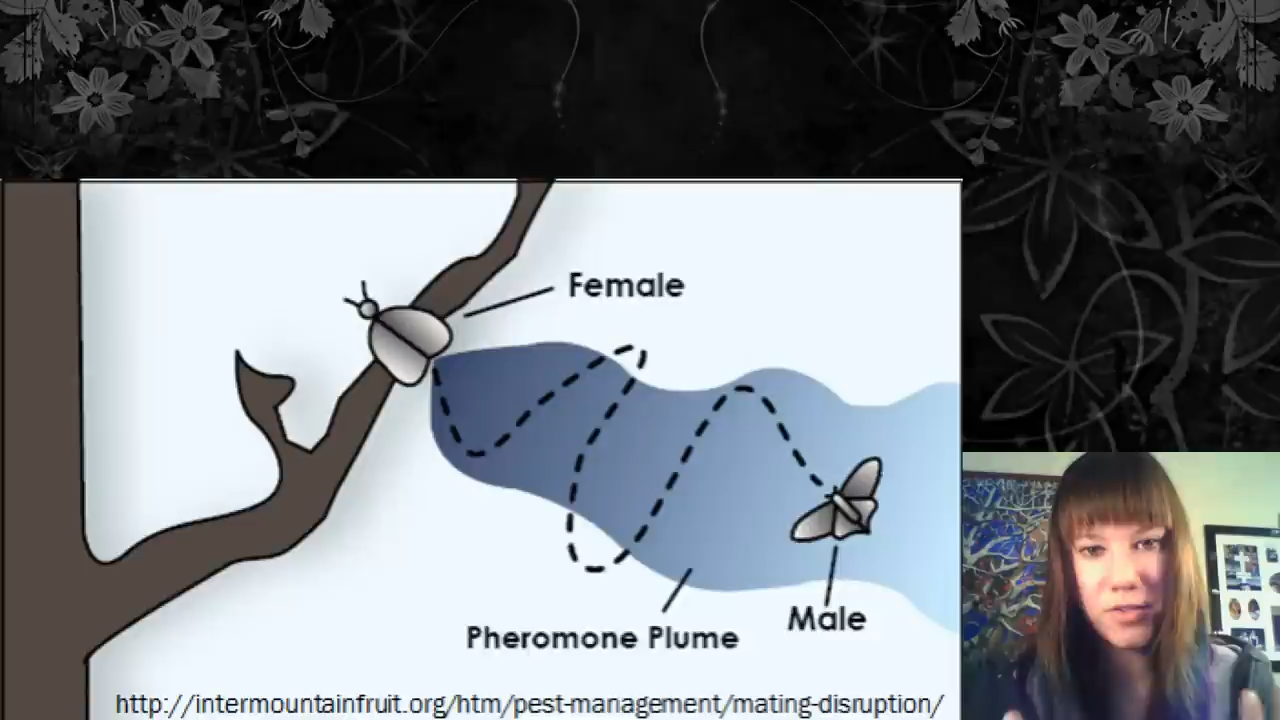 Female
Male
Pheromone Plume
http://intermountainfruit.org/htm/pest-management/mating-disruption/